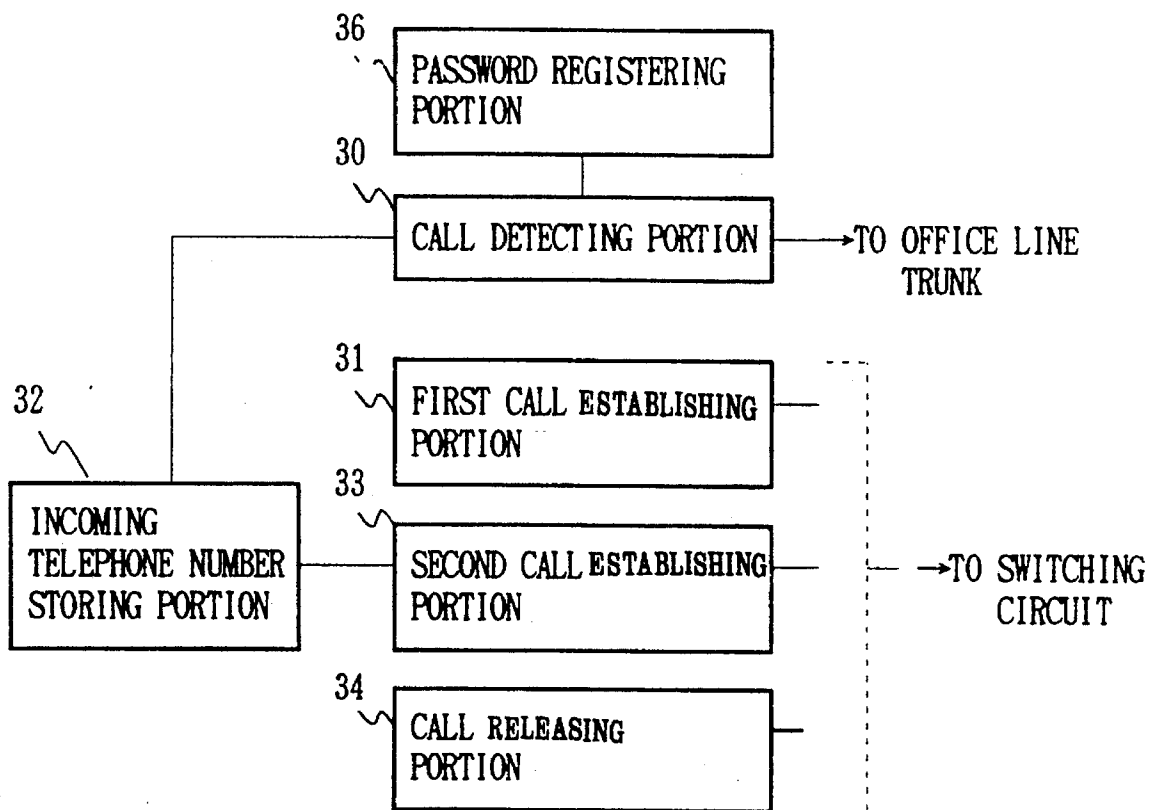 36
PASSWORD REGISTERING
PORTION
30
CALL DETECTING PORTION
TO OFFICE LINE
TRUNK
31
FIRST CALL ESTABLISHING
PORTION
32
INCOMING
TELEPHONE NUMBER
STORING PORTION
33
SECOND CALL ESTABLISHING
PORTION
TO SWITCHING
CIRCUIT
34
CALL RELEASING
PORTION